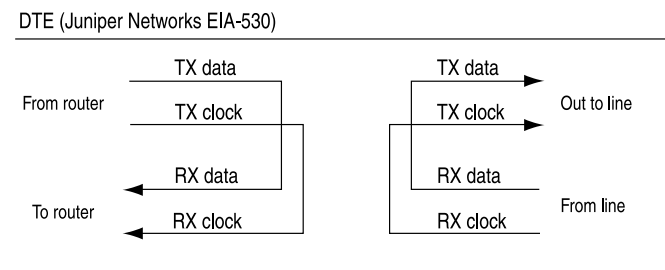 DTE (Juniper Networks EIA-530)
TX data
TX data
From router
TX clock
TX clock
Out to line
RX data
RX data
To router
From line
RX clock
RX clock